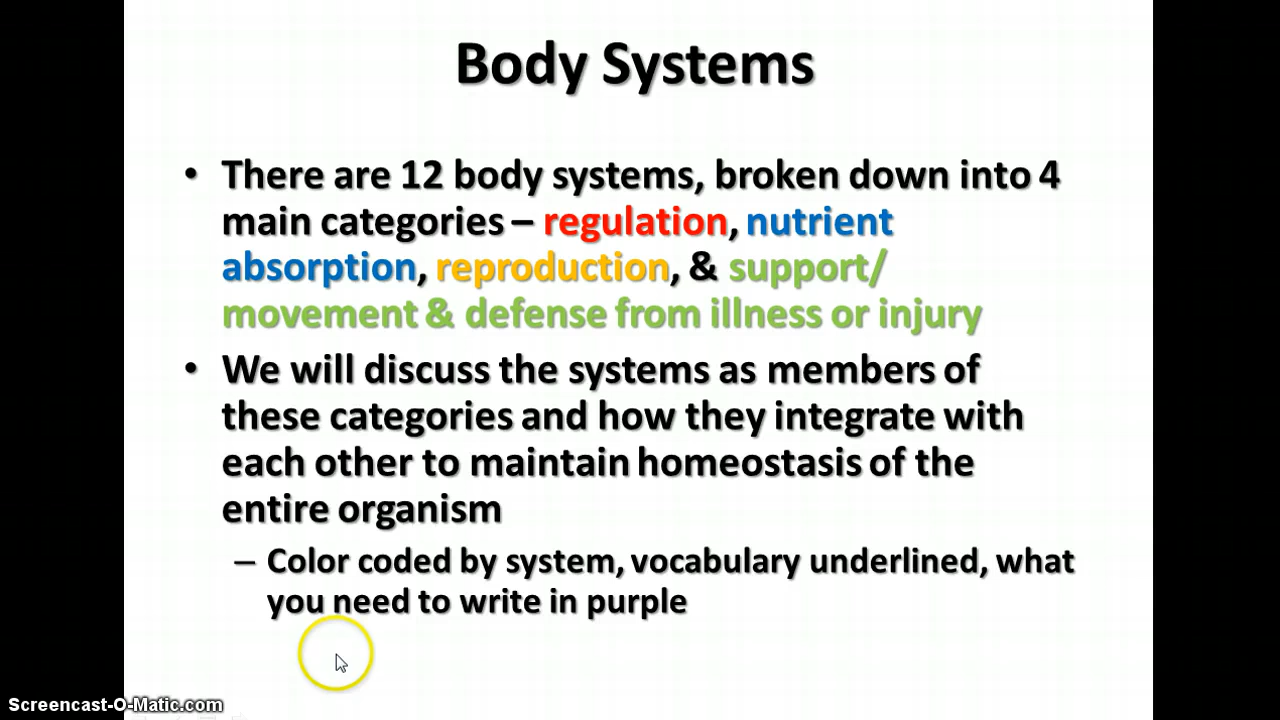 Body Systems
• There are 12 body systems, broken down into 4
main categories – regulation, nutrient
absorption, reproduction, & support/
movement & defense from illness or injury
• We will discuss the systems as members of
these categories and how they integrate with
each other to maintain homeostasis of the
entire organism
– Color coded by system, vocabulary underlined, what
you need to write in purple
Screencast-O-Matic.com